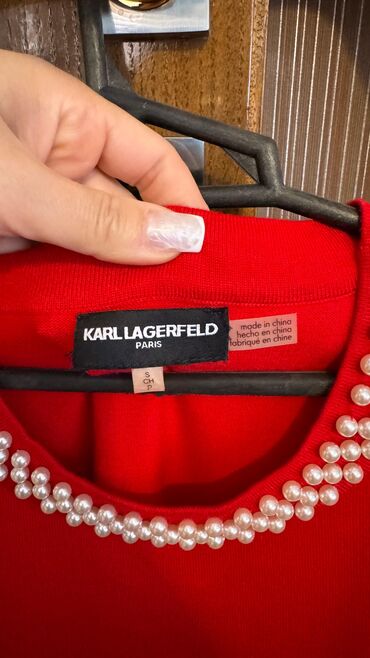 KARL LAGERFELD
PARIS
made in china
hecho en china
fabriqué en chine
S
CH
P